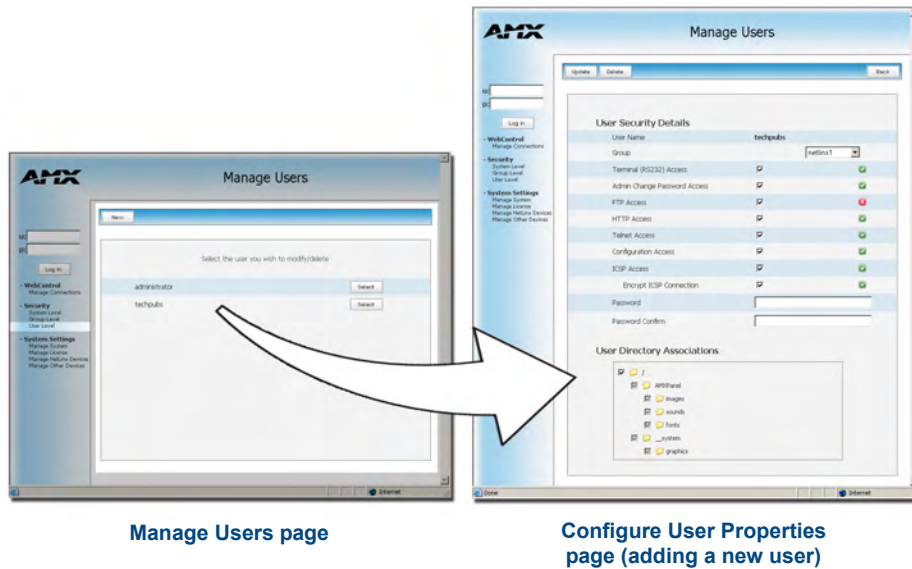 AMX
Manage Users
New
u:
p:
Log In
Select the user you wish to modify/delete
administrator
Select
techpubs
Select
- WebControl
Manage Connections
- Security
System Level
Group Level
User Level
- System Settings
Manage System
Manage License
Manage NetLinx Devices
Manage Other Devices
Internet
Manage Users page
AMX
Manage Users
Update
Delete
Back
u:
p:
Log In
- WebControl
Manage Connections
- Security
System Level
Group Level
User Level
- System Settings
Manage System
Manage License
Manage NetLinx Devices
Manage Other Devices
User Security Details
User Name
techpubs
Group
netlinx1
Terminal (RS232) Access
Admin Change Password Access
FTP Access
HTTP Access
Telnet Access
Configuration Access
ICSP Access
Encrypt ICSP Connection
Password
Password Confirm
User Directory Associations
/
AMXPanel
images
sounds
fonts
__system
graphics
Done
Internet
Configure User Properties
page (adding a new user)